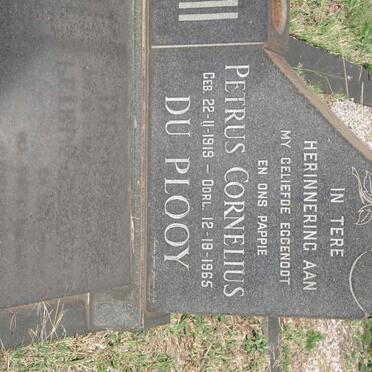 IN TERE
HERINNERING AAN
MY GELIEFDE EGGENOOT
EN ONS PAPPIE
PETRUS CORNELIUS
GEB. 22-11-1919 — OORL. 12-10-1965
DU PLOOY